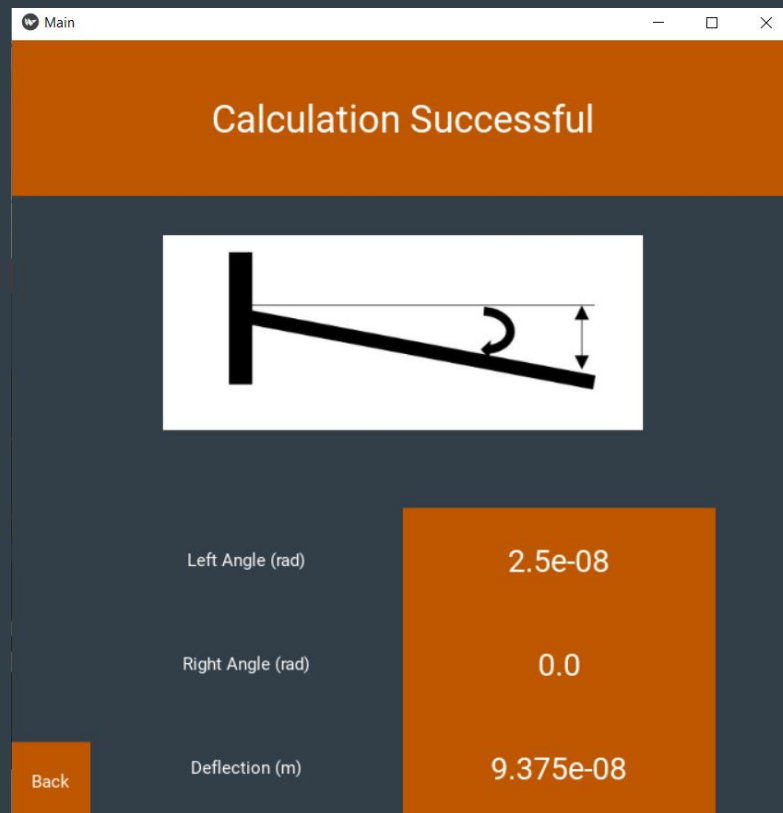 Main
Calculation Successful
Left Angle (rad) 2.5e-08
Right Angle (rad) 0.0
Deflection (m) 9.375e-08
Back